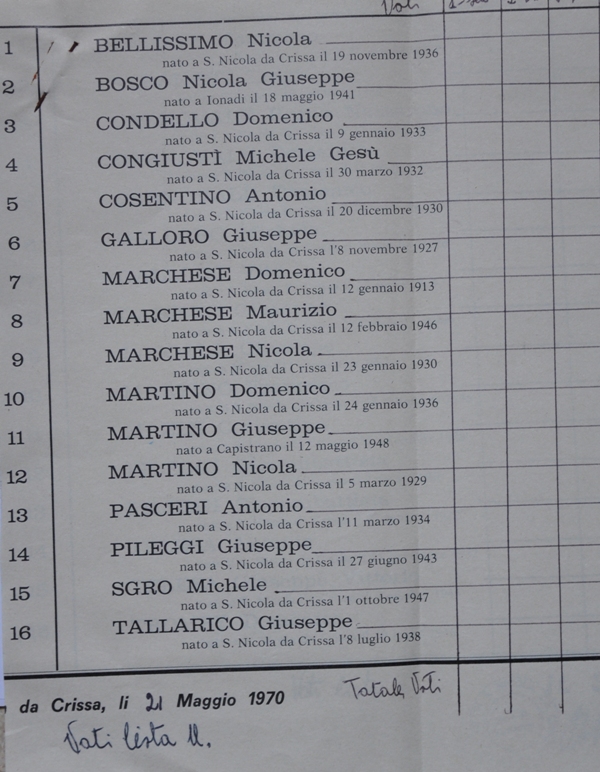 Voti
1 BELLISSIMO Nicola
nato a S. Nicola da Crissa il 19 novembre 1936
2 BOSCO Nicola Giuseppe
nato a Ionadi il 18 maggio 1941
3 CONDELLO Domenico
nato a S. Nicola da Crissa il 9 gennaio 1933
4 CONGIUSTÌ Michele Gesù
nato a S. Nicola da Crissa il 30 marzo 1932
5 COSENTINO Antonio
nato a S. Nicola da Crissa il 20 dicembre 1930
6 GALLORO Giuseppe
nato a S. Nicola da Crissa l'8 novembre 1927
7 MARCHESE Domenico
nato a S. Nicola da Crissa il 12 gennaio 1913
8 MARCHESE Maurizio
nato a S. Nicola da Crissa il 12 febbraio 1946
9 MARCHESE Nicola
nato a S. Nicola da Crissa il 23 gennaio 1930
10 MARTINO Domenico
nato a S. Nicola da Crissa il 24 gennaio 1936
11 MARTINO Giuseppe
nato a Capistrano il 12 maggio 1948
12 MARTINO Nicola
nato a S. Nicola da Crissa il 5 marzo 1929
13 PASCERI Antonio
nato a S. Nicola da Crissa l'11 marzo 1934
14 PILEGGI Giuseppe
nato a S. Nicola da Crissa il 27 giugno 1943
15 SGRO Michele
nato a S. Nicola da Crissa l'1 ottobre 1947
16 TALLARICO Giuseppe
nato a S. Nicola da Crissa l'8 luglio 1938
da Crissa, li 21 Maggio 1970
Totale Voti
Voti lista